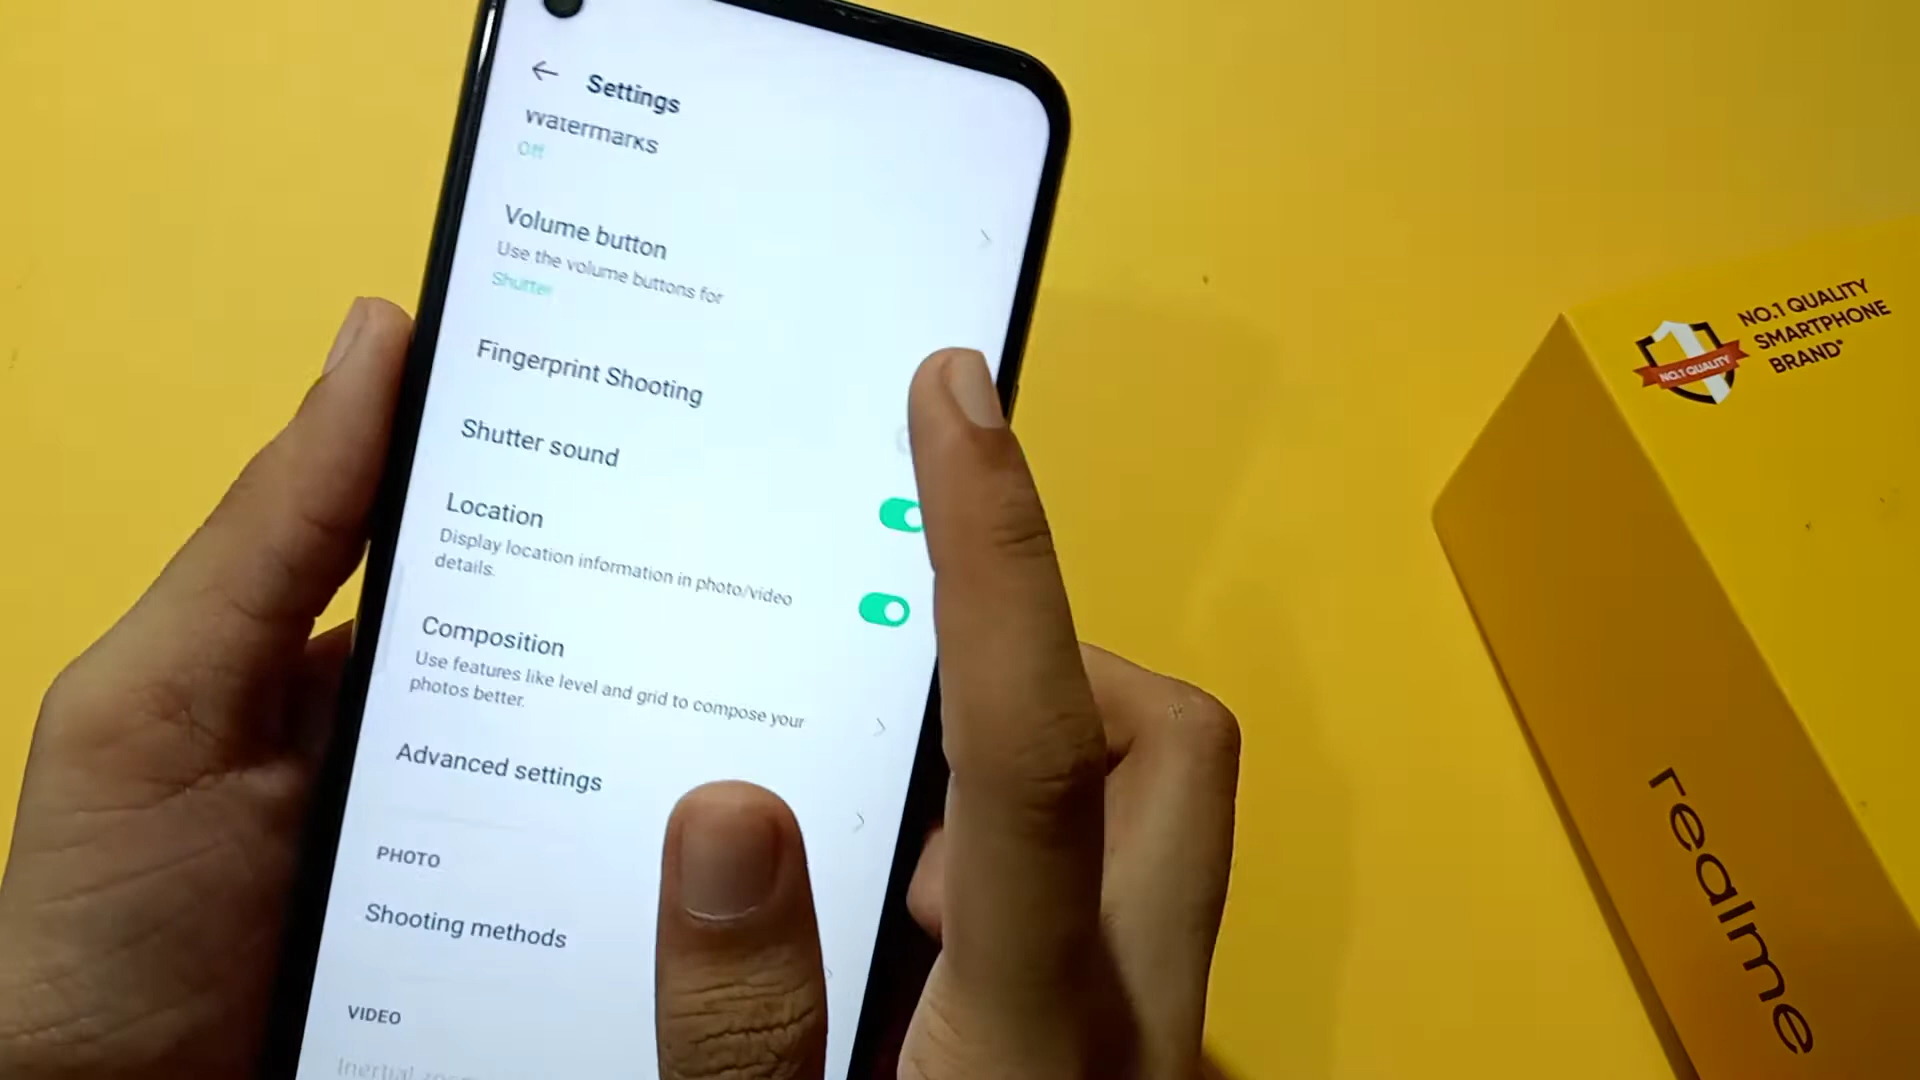 Settings
Watermarks
Off
Volume button
Use the volume buttons for
Shutter
Fingerprint Shooting
Shutter sound
Location
Display location information in photo/video
details.
Composition
Use features like level and grid to compose your
photos better.
Advanced settings
PHOTO
Shooting methods
VIDEO
Inertial
NO.1 QUALITY
NO.1 QUALITY
SMARTPHONE
BRAND*
realme